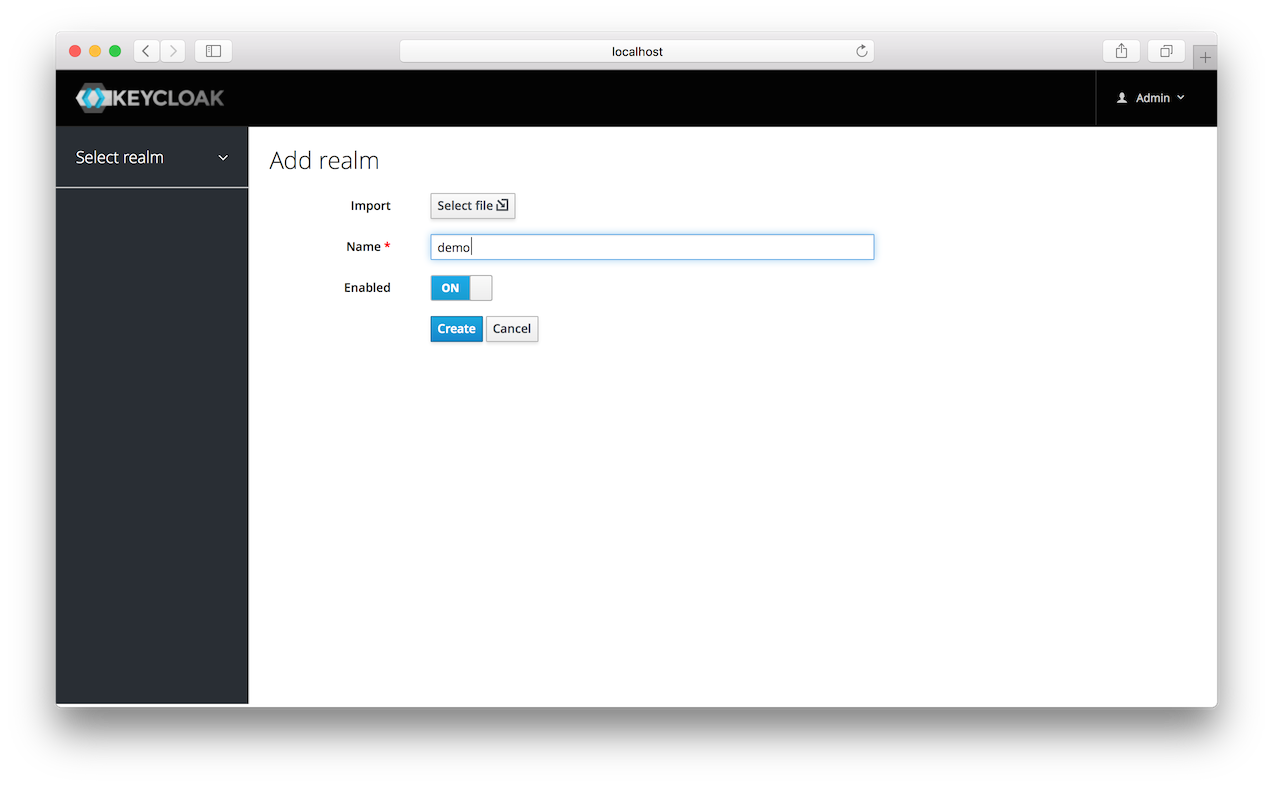 localhost
KEYCLOAK
Admin
Select realm
Add realm
Import Select file
Name * demo
Enabled ON
Create Cancel